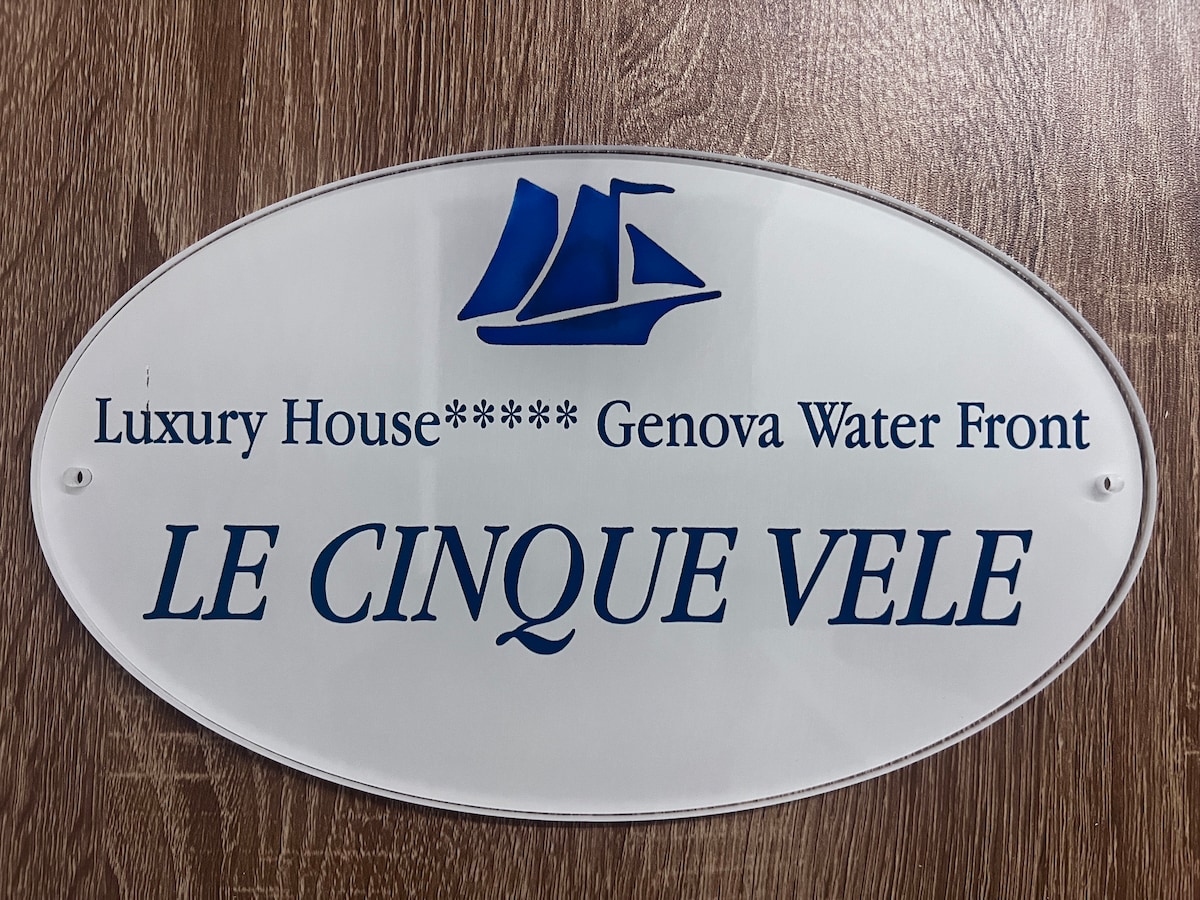 Luxury House***** Genova Water Front
LE CINQUE VELE